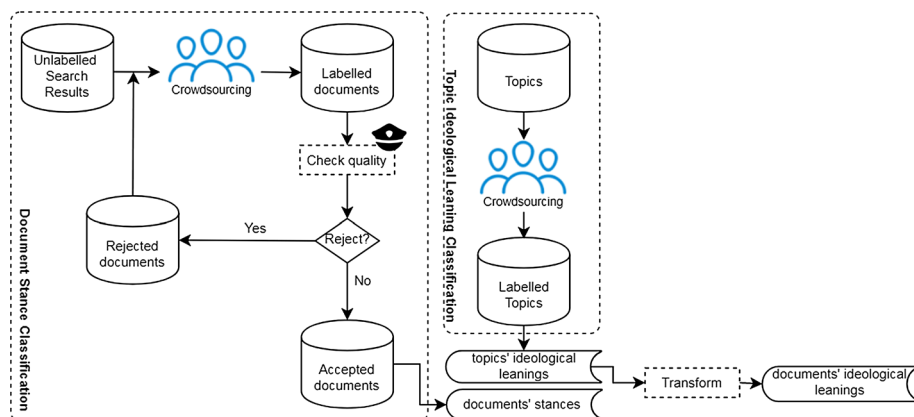 Unlabelled
Search
Results
Crowdsourcing
Labelled
documents
Check quality
Reject?
Yes
Rejected
documents
No
Accepted
documents
Document Stance Classification
Topics
Crowdsourcing
Labelled
Topics
Topic Ideological Leaning Classification
topics' ideological
leanings
documents' stances
Transform
documents' ideological
leanings